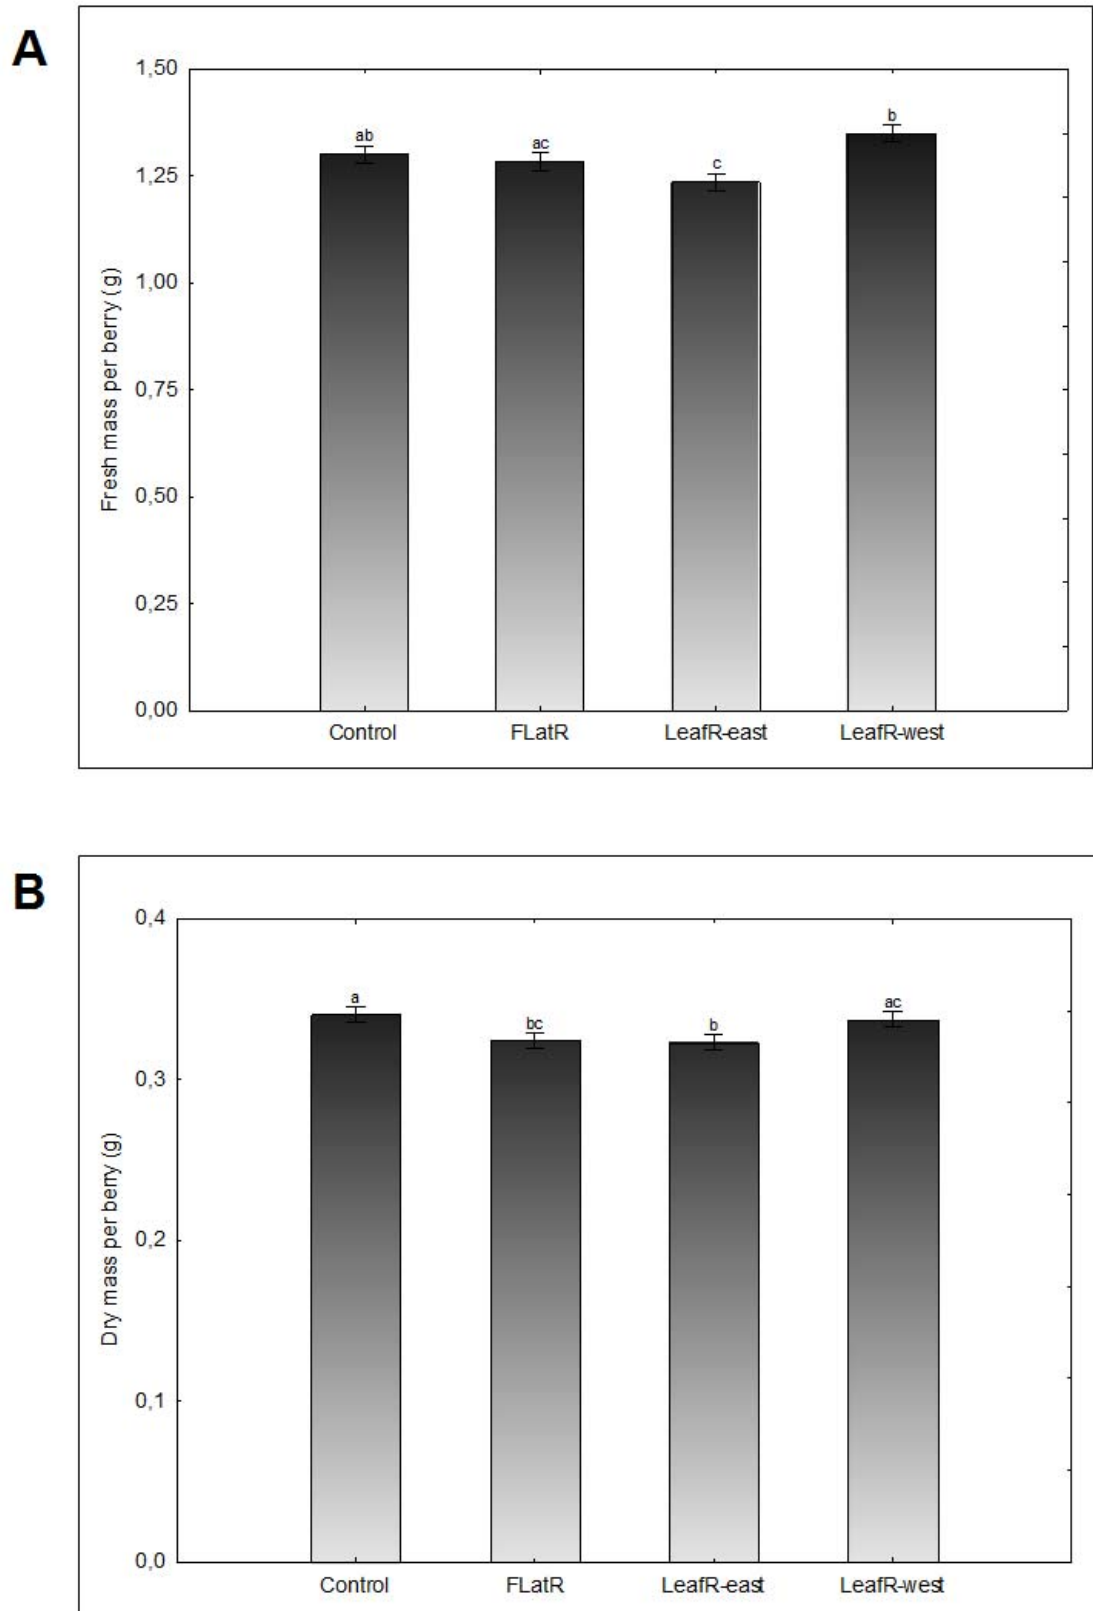 A
1,50
1,25
1,00
0,75
0,50
0,25
0,00
Fresh mass per berry (g)
ab
ac
c
b
Control FLatR LeafR-east LeafR-west
B
0,4
0,3
0,2
0,1
0,0
Dry mass per berry (g)
a
bc
b
ac
Control FLatR LeafR-east LeafR-west